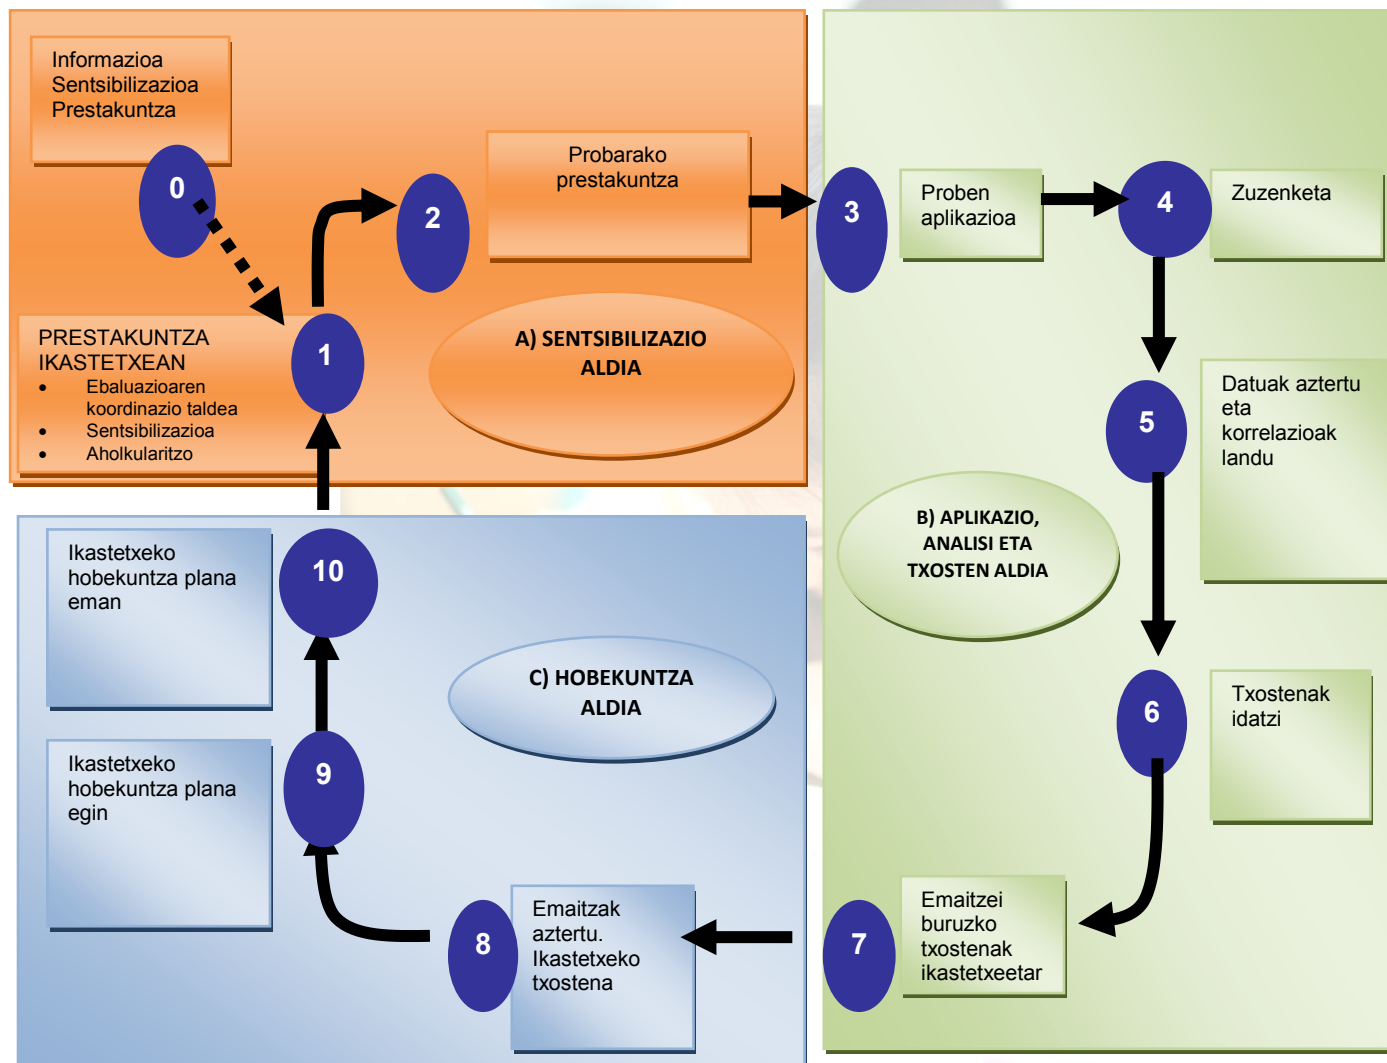 Informazioa
Sentsibilizazioa
Prestakuntza
0
2
Probarako
prestakuntza
PRESTAKUNTZA
IKASTETXEAN
• Ebaluazioaren
koordinazio taldea
• Sentsibilizazioa
• Aholkularitzo
1
A) SENTSIBILIZAZIO
ALDIA
3
Proben
aplikazioa
4
Zuzenketa
5
Datuak aztertu
eta
korrelazioak
landu
B) APLIKAZIO,
ANALISI ETA
TXOSTEN ALDIA
6
Txostenak
idatzi
7
Emaitzei
buruzko
txostenak
ikastetxeetar
8
Emaitzak
aztertu.
Ikastetxeko
txostena
C) HOBEKUNTZA
ALDIA
9
Ikastetxeko
hobekuntza plana
egin
10
Ikastetxeko
hobekuntza plana
eman